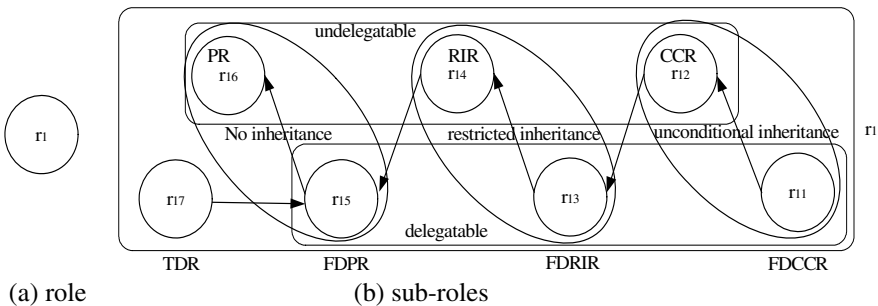 undelegatable
PR
RIR
CCR
r16
r14
r12
r1
No inheritance
restricted inheritance
unconditional inheritance
r1
r17
r15
r13
r11
delegatable
TDR
FDPR
FDRIR
FDCCR
(a) role
(b) sub-roles